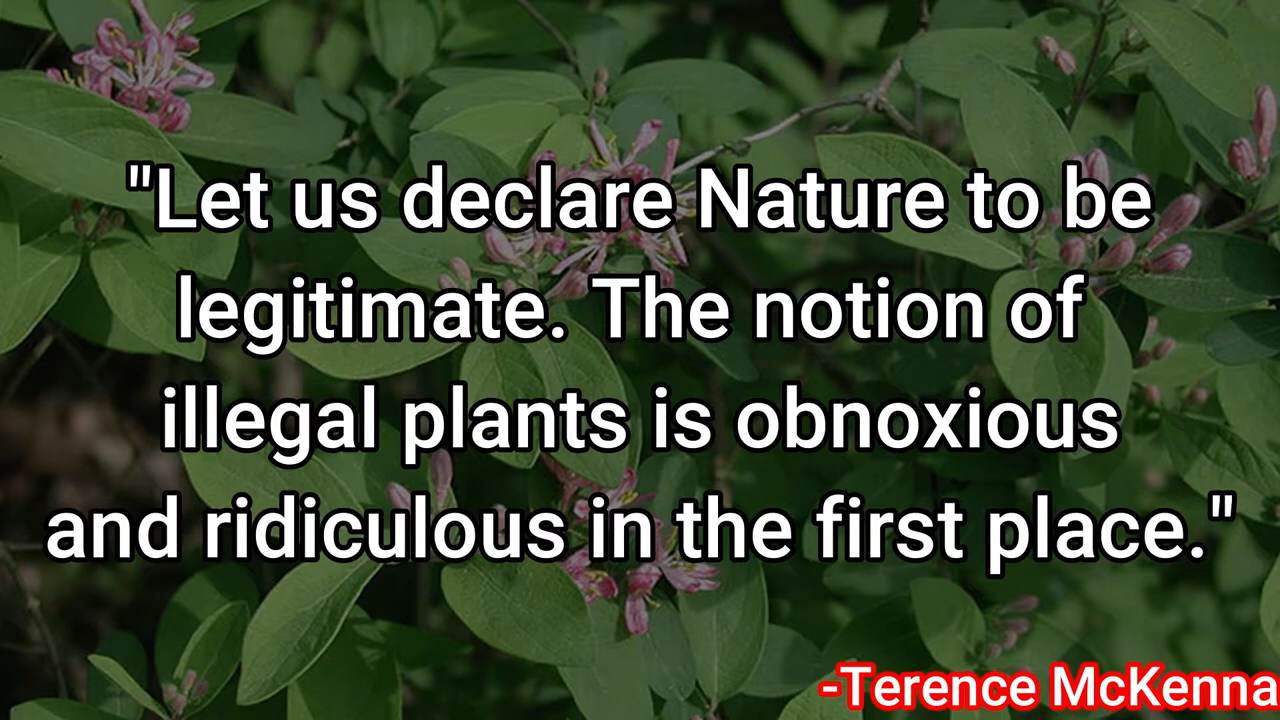 "Let us declare Nature to be
legitimate. The notion of
illegal plants is obnoxious
and ridiculous in the first place."
-Terence McKenna